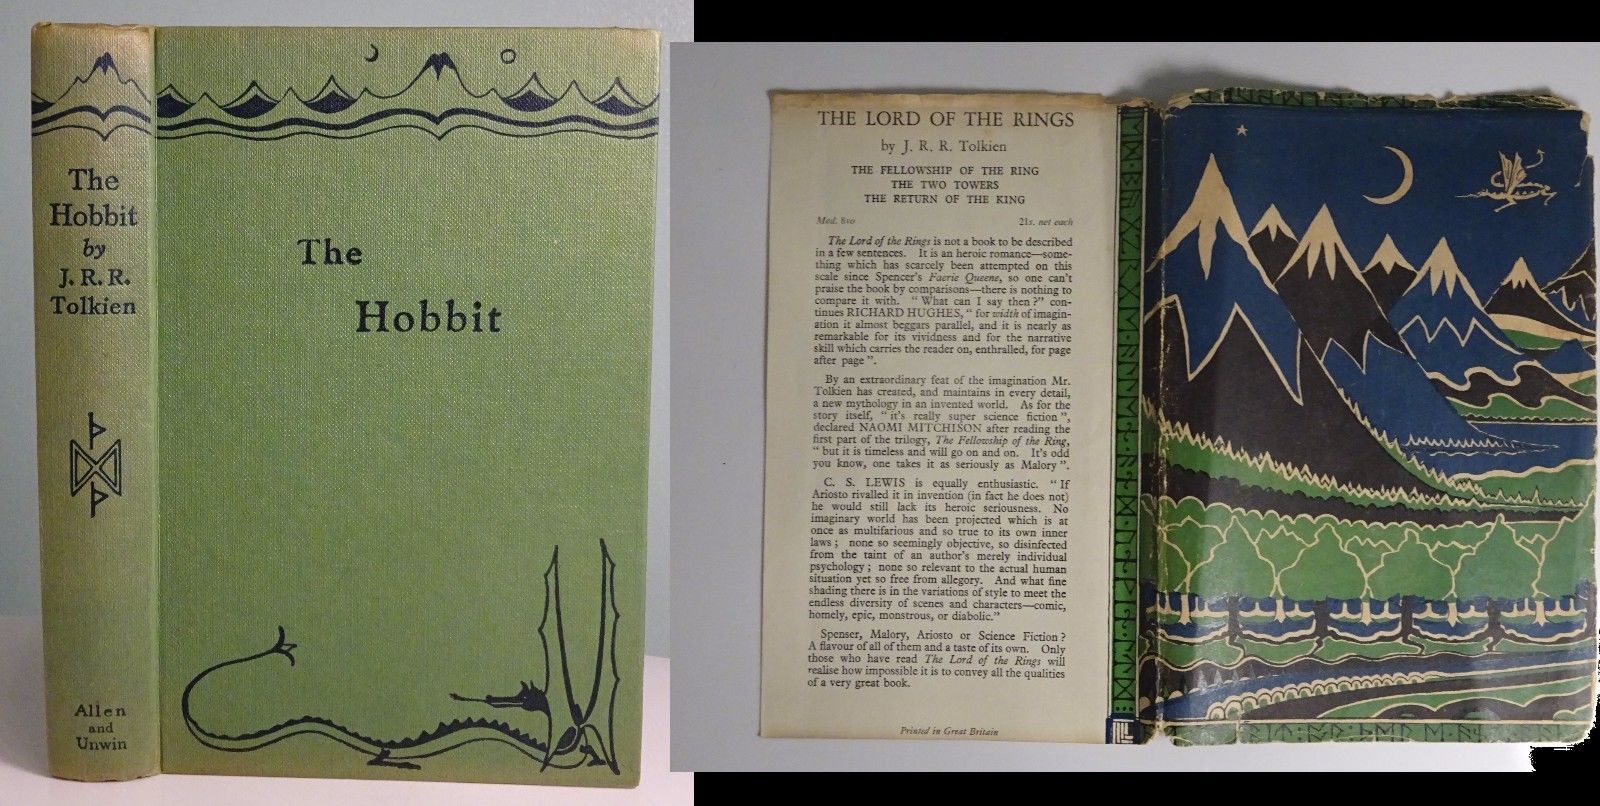 The
Hobbit
by
J. R. R.
Tolkien
Allen
and
Unwin
The
Hobbit
THE LORD OF THE RINGS
by J. R. R. Tolkien
THE FELLOWSHIP OF THE RING
THE TWO TOWERS
THE RETURN OF THE KING
Med. 8vo 21s. net each
The Lord of the Rings is not a book to be described
in a few sentences. It is an heroic romance—some-
thing which has scarcely been attempted on this
scale since Spencer's Faerie Queene, so one can't
praise the book by comparisons—there is nothing to
compare it with. " What can I say then ?" con-
tinues RICHARD HUGHES, " for width of imagin-
ation it almost beggars parallel, and it is nearly as
remarkable for its vividness and for the narrative
skill which carries the reader on, enthralled, for page
after page ".
By an extraordinary feat of the imagination Mr.
Tolkien has created, and maintains in every detail,
a new mythology in an invented world. As for the
story itself, " it's really super science fiction ",
declared NAOMI MITCHISON after reading the
first part of the trilogy, The Fellowship of the Ring,
" but it is timeless and will go on and on. It's odd
you know, one takes it as seriously as Malory ".
C. S. LEWIS is equally enthusiastic. " If
Ariosto rivalled it in invention (in fact he does not)
he would still lack its heroic seriousness. No
imaginary world has been projected which is at
once as multifarious and so true to its own inner
laws ; none so seemingly objective, so disinfected
from the taint of an author's merely individual
psychology ; none so relevant to the actual human
situation yet so free from allegory. And what fine
shading there is in the variations of style to meet the
endless diversity of scenes and characters—comic,
homely, epic, monstrous, or diabolic."
Spenser, Malory, Ariosto or Science Fiction ?
A flavour of all of them and a taste of its own. Only
those who have read The Lord of the Rings will
realise how impossible it is to convey all the qualities
of a very great book.
Printed in Great Britain